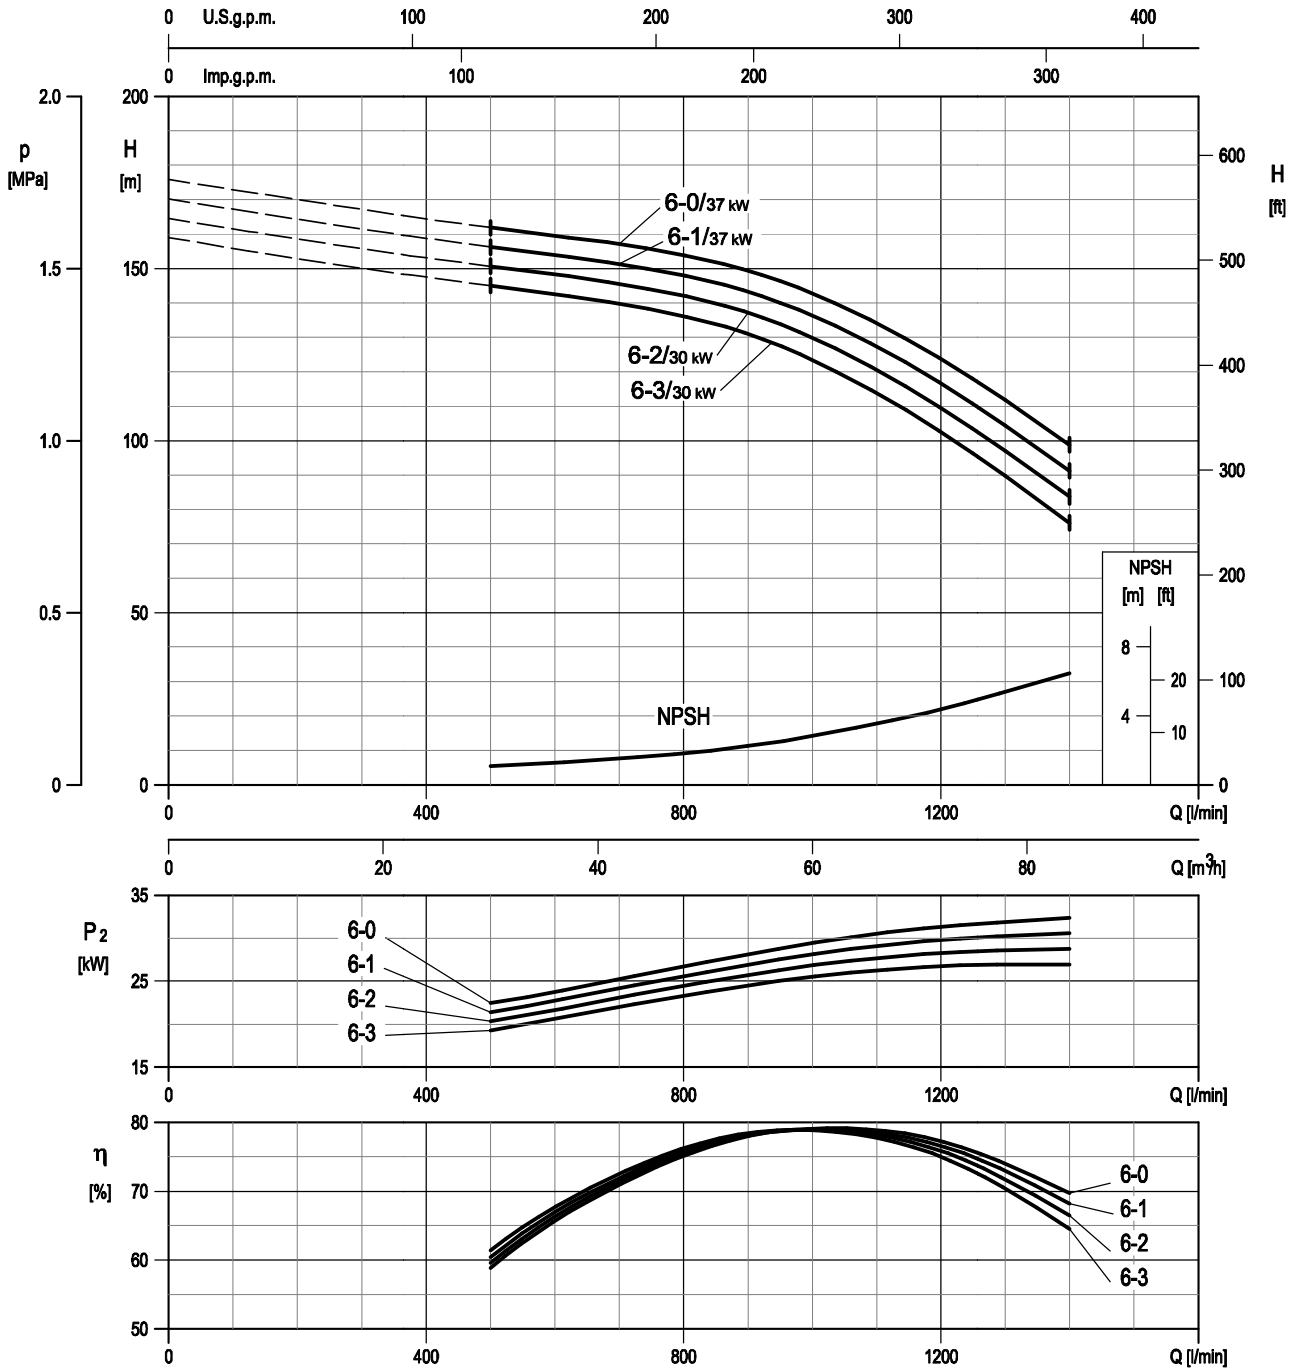 0 U.S.g.p.m. 100 200 300 400
0 Imp.g.p.m. 100 200 300
2.0 200
p H 600
[MPa] [m] H
[ft]
6-0/37 kW
6-1/37 kW
1.5 150 500
6-2/30 kW
6-3/30 kW
400
1.0 100
300
NPSH
200
[m] [ft]
0.5 50
8
20 100
NPSH
4
10
0 0 0
0 400 800 1200 Q [l/min]
0 20 40 60 80 Q [m³/h]
35
P2
[kW]
6-0
6-1
25
6-2
6-3
15
0 400 800 1200 Q [l/min]
80
η
[%]
6-0
70
6-1
6-2
60
6-3
50
0 400 800 1200 Q [l/min]